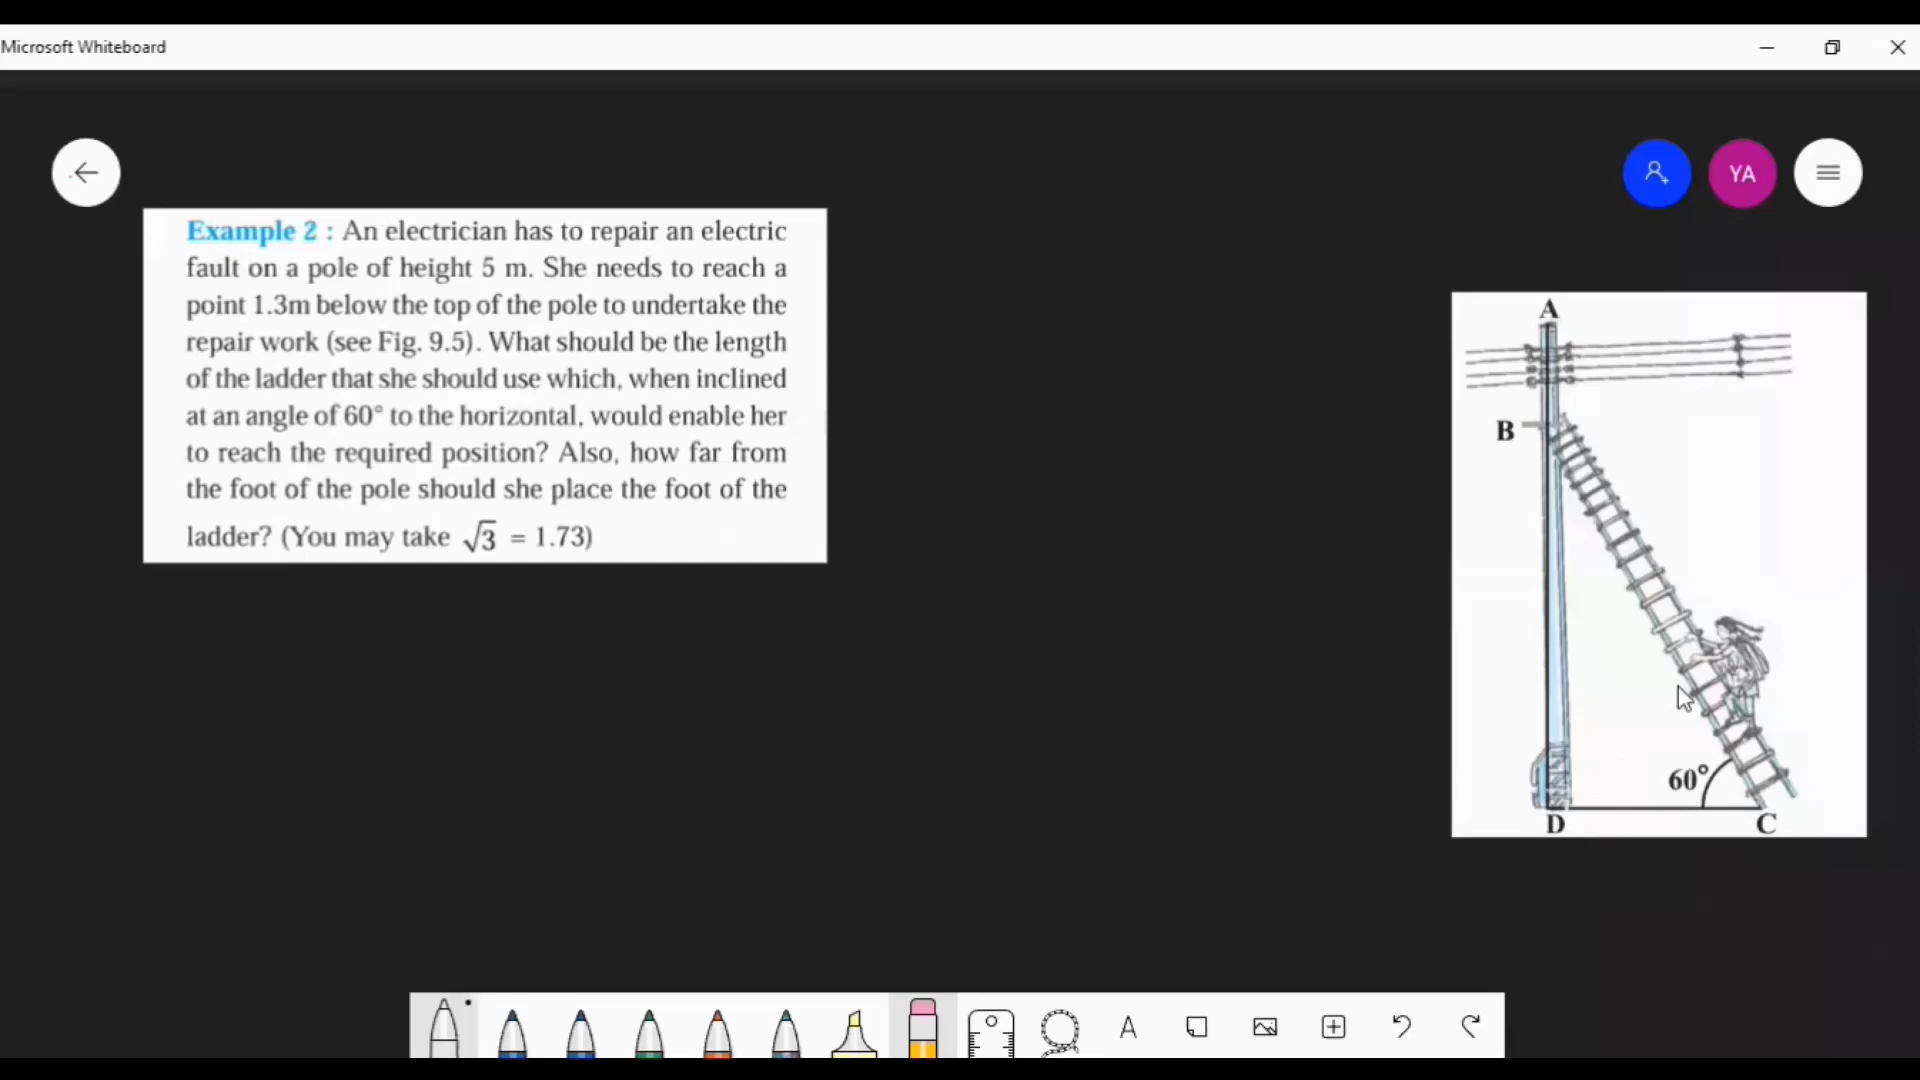 Microsoft Whiteboard
YA
Example 2 : An electrician has to repair an electric
fault on a pole of height 5 m. She needs to reach a
point 1.3m below the top of the pole to undertake the
repair work (see Fig. 9.5). What should be the length
of the ladder that she should use which, when inclined
at an angle of 60° to the horizontal, would enable her
to reach the required position? Also, how far from
the foot of the pole should she place the foot of the
ladder? (You may take √3 = 1.73)
A
B
60°
D
C
A